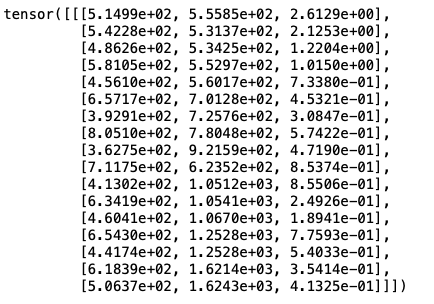 tensor([[[5.1499e+02, 5.5585e+02, 2.6129e+00],
[5.4228e+02, 5.3137e+02, 2.1253e+00],
[4.8626e+02, 5.3425e+02, 1.2204e+00],
[5.8105e+02, 5.5297e+02, 1.0150e+00],
[4.5610e+02, 5.6017e+02, 7.3380e-01],
[6.5717e+02, 7.0128e+02, 4.5321e-01],
[3.9291e+02, 7.2576e+02, 3.0847e-01],
[8.0510e+02, 7.8048e+02, 5.7422e-01],
[3.6275e+02, 9.2159e+02, 4.7190e-01],
[7.1175e+02, 6.2352e+02, 8.5374e-01],
[4.1302e+02, 1.0512e+03, 8.5506e-01],
[6.3419e+02, 1.0541e+03, 2.4926e-01],
[4.6041e+02, 1.0670e+03, 1.8941e-01],
[6.5430e+02, 1.2528e+03, 7.7593e-01],
[4.4174e+02, 1.2528e+03, 5.4033e-01],
[6.1839e+02, 1.6214e+03, 3.5414e-01],
[5.0637e+02, 1.6243e+03, 4.1325e-01]]])